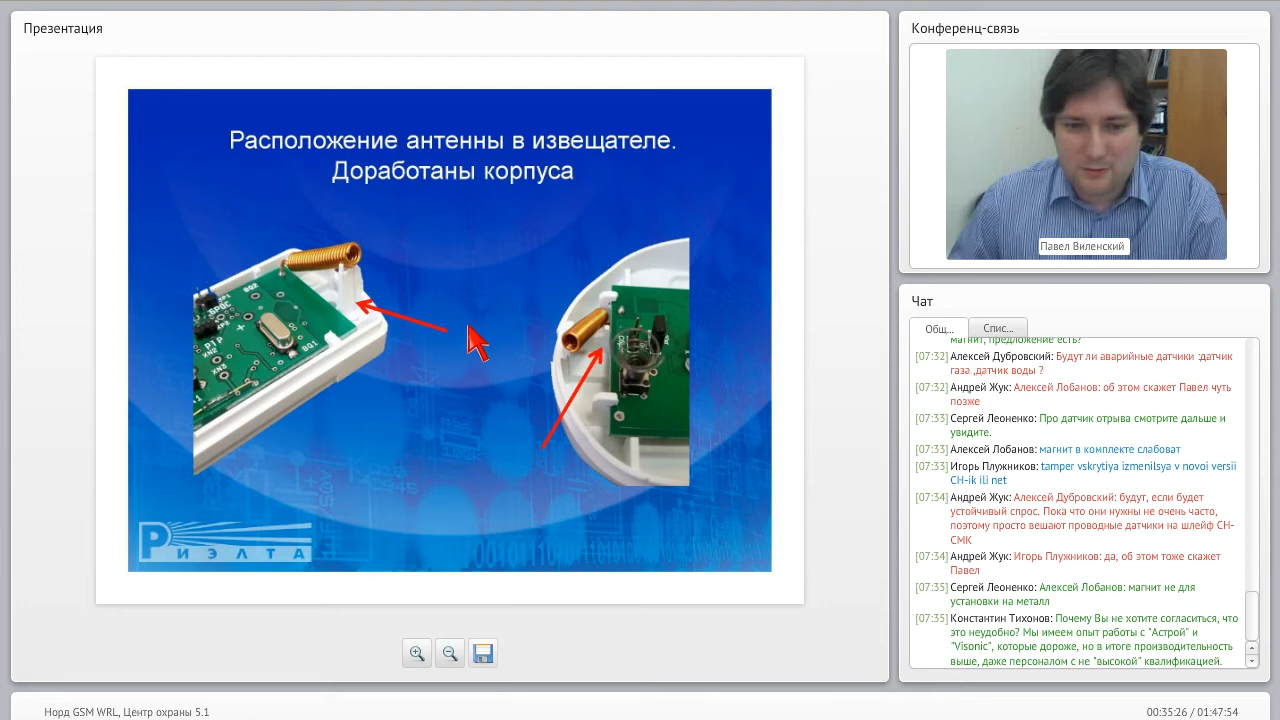 Презентация
Расположение антенны в извещателе.
Доработаны корпуса
BQ2
BQ1
РИЭЛТА
Конференц-связь
Павел Виленский
Чат
Общ...
Спис...
магнит, предложение есть?
[07:32] Алексей Дубровский: Будут ли аварийные датчики :датчик
газа ,датчик воды ?
[07:32] Андрей Жук: Алексей Лобанов: об этом скажет Павел чуть
позже
[07:33] Сергей Леоненко: Про датчик отрыва смотрите дальше и
увидите.
[07:33] Алексей Лобанов: магнит в комплекте слабоват
[07:33] Игорь Плужников: tamper vskrytiya izmenilsya v novoi versii
CH-ik ili net
[07:34] Андрей Жук: Алексей Дубровский: будут, если будет
устойчивый спрос. Пока что они нужны не очень часто,
поэтому просто вешают проводные датчики на шлейф СН-
СМК
[07:34] Андрей Жук: Игорь Плужников: да, об этом тоже скажет
Павел
[07:35] Сергей Леоненко: Алексей Лобанов: магнит не для
установки на металл
[07:35] Константин Тихонов: Почему Вы не хотите согласиться, что
это неудобно? Мы имеем опыт работы с "Астрой" и
"Visonic", которые дороже, но в итоге производительность
выше, даже персоналом с не "высокой" квалификацией.
Норд GSM WRL, Центр охраны 5.1
00:35:26 / 01:47:54